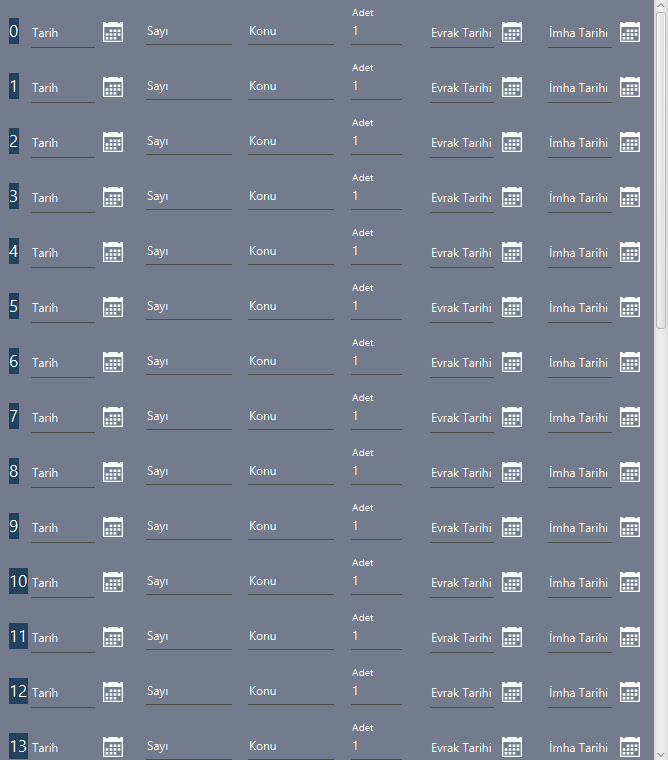 Adet
0 Tarih Sayı Konu 1 Evrak Tarihi İmha Tarihi
Adet
1 Tarih Sayı Konu 1 Evrak Tarihi İmha Tarihi
Adet
2 Tarih Sayı Konu 1 Evrak Tarihi İmha Tarihi
Adet
3 Tarih Sayı Konu 1 Evrak Tarihi İmha Tarihi
Adet
4 Tarih Sayı Konu 1 Evrak Tarihi İmha Tarihi
Adet
5 Tarih Sayı Konu 1 Evrak Tarihi İmha Tarihi
Adet
6 Tarih Sayı Konu 1 Evrak Tarihi İmha Tarihi
Adet
7 Tarih Sayı Konu 1 Evrak Tarihi İmha Tarihi
Adet
8 Tarih Sayı Konu 1 Evrak Tarihi İmha Tarihi
Adet
9 Tarih Sayı Konu 1 Evrak Tarihi İmha Tarihi
Adet
10 Tarih Sayı Konu 1 Evrak Tarihi İmha Tarihi
Adet
11 Tarih Sayı Konu 1 Evrak Tarihi İmha Tarihi
Adet
12 Tarih Sayı Konu 1 Evrak Tarihi İmha Tarihi
Adet
13 Tarih Sayı Konu 1 Evrak Tarihi İmha Tarihi